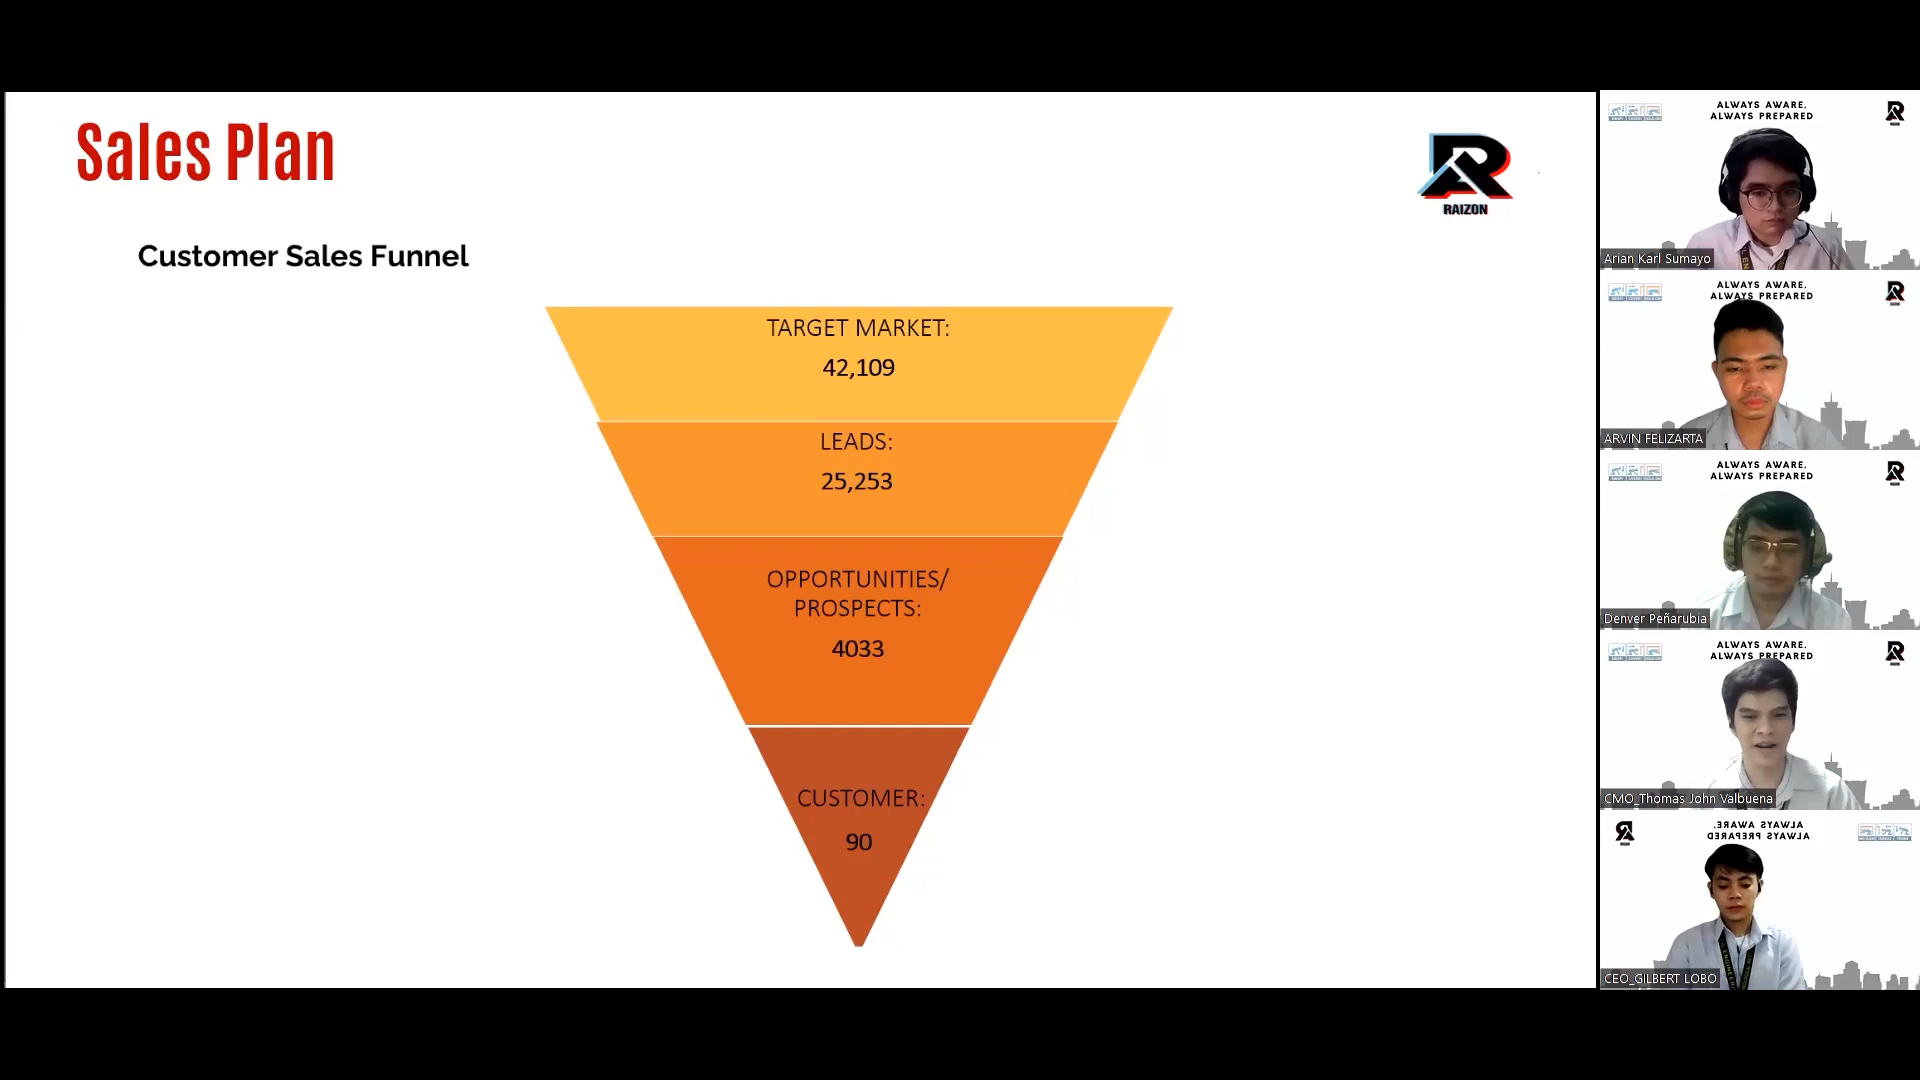 Sales Plan
RAIZON
Customer Sales Funnel
TARGET MARKET:
42,109
LEADS:
25,253
OPPORTUNITIES/
PROSPECTS:
4033
CUSTOMER:
90
ALWAYS AWARE,
ALWAYS PREPARED
Arian Karl Sumayo
ALWAYS AWARE,
ALWAYS PREPARED
ARVIN FELIZARTA
ALWAYS AWARE,
ALWAYS PREPARED
Denver Peñarubia
ALWAYS AWARE,
ALWAYS PREPARED
CMO_Thomas John Valbuena
ALWAYS AWARE,
ALWAYS PREPARED
CEO_GILBERT LOBO